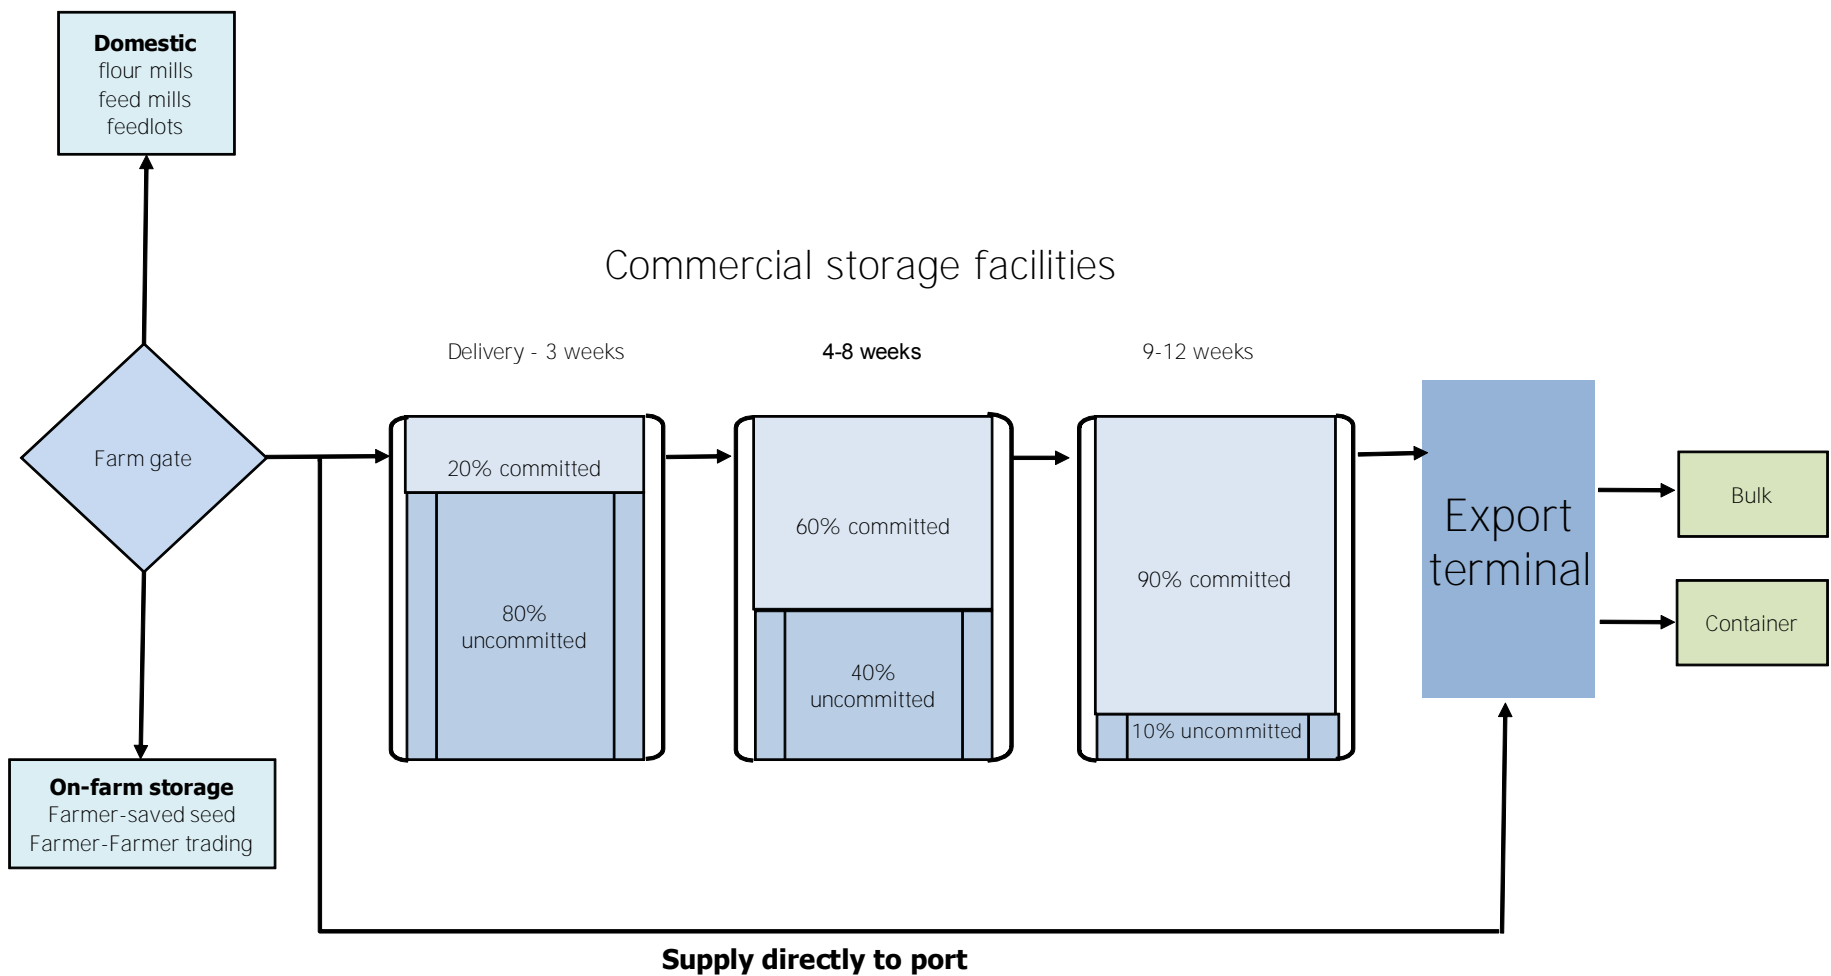 Domestic
flour mills
feed mills
feedlots
Commercial storage facilities
Delivery - 3 weeks
4-8 weeks
9-12 weeks
Farm gate
20% committed
80%
uncommitted
60% committed
40%
uncommitted
90% committed
10% uncommitted
Export
terminal
Bulk
Container
On-farm storage
Farmer-saved seed
Farmer-Farmer trading
Supply directly to port